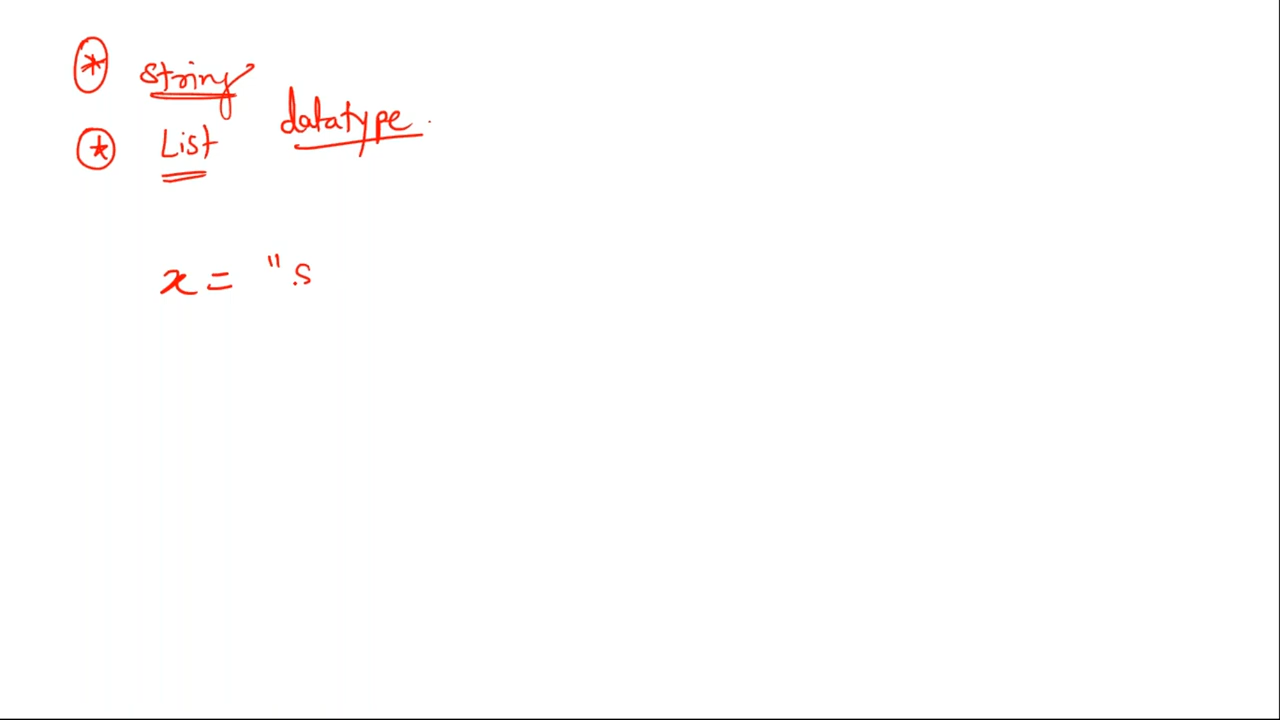 * string
datatype.
* List
x = "s